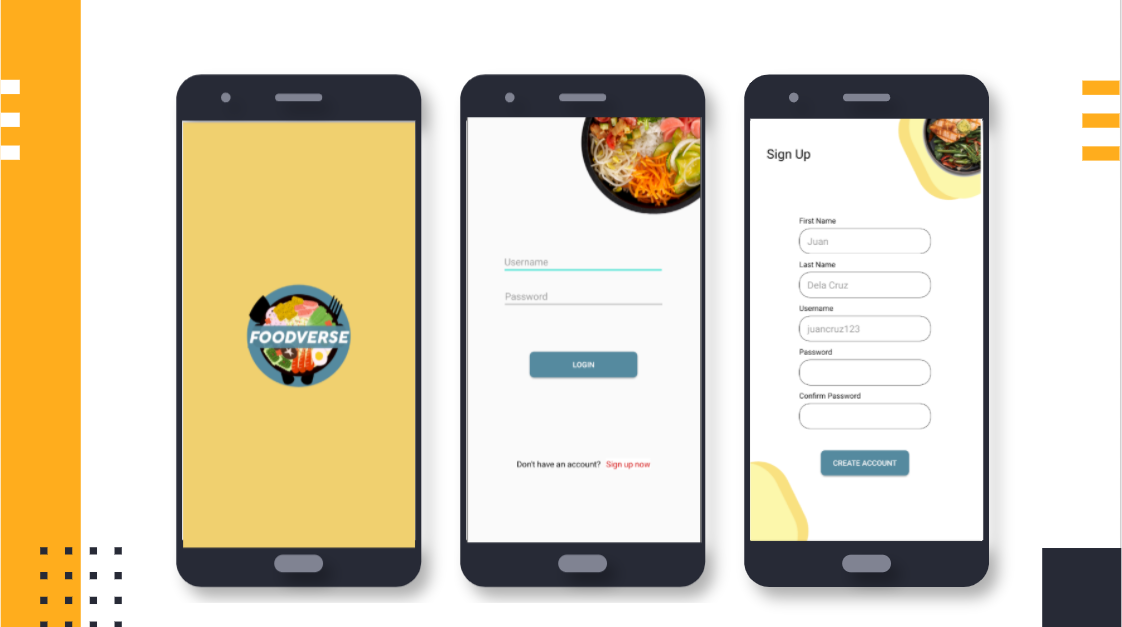 FOODVERSE
Username
Password
LOGIN
Don't have an account? Sign up now
Sign Up
First Name
Juan
Last Name
Dela Cruz
Username
juancruz123
Password
Confirm Password
CREATE ACCOUNT